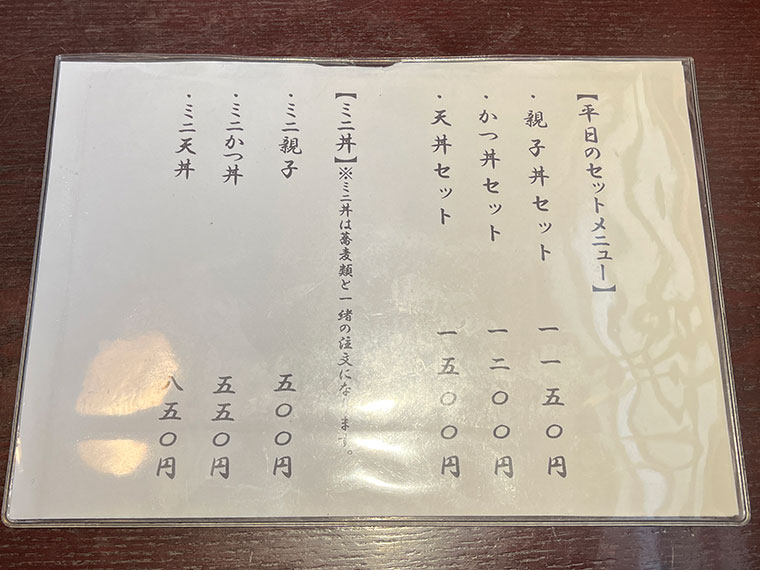 【平日のセットメニュー】
・親子丼セット 一一五〇円
・かつ丼セット 一二〇〇円
・天丼セット 一五〇〇円
【ミニ丼】※ミニ丼は蕎麦類と一緒の注文にな ます。
・ミニ親子 五〇〇円
・ミニかつ丼 五五〇円
・ミニ天丼 八五〇円